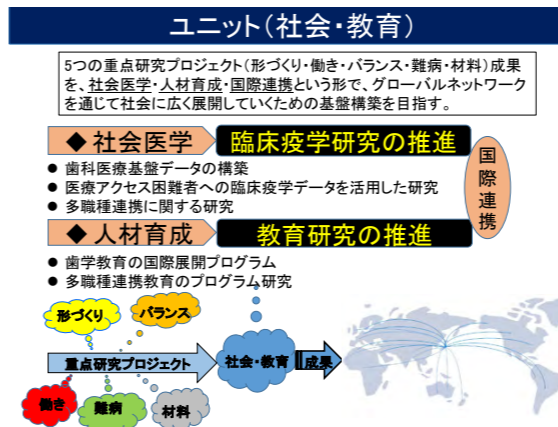 ユニット(社会・教育)
5つの重点研究プロジェクト(形づくり・働き・バランス・難病・材料)成果
を、社会医学・人材育成・国際連携という形で、グローバルネットワーク
を通じて社会に広く展開していくための基盤構築を目指す。
◆社会医学 臨床疫学研究の推進
国際連携
● 歯科医療基盤データの構築
● 医療アクセス困難者への臨床疫学データを活用した研究
● 多職種連携に関する研究
◆人材育成 教育研究の推進
● 歯学教育の国際展開プログラム
● 多職種連携教育のプログラム研究
形づくり バランス
重点研究プロジェクト 社会・教育 成果
働き 難病 材料